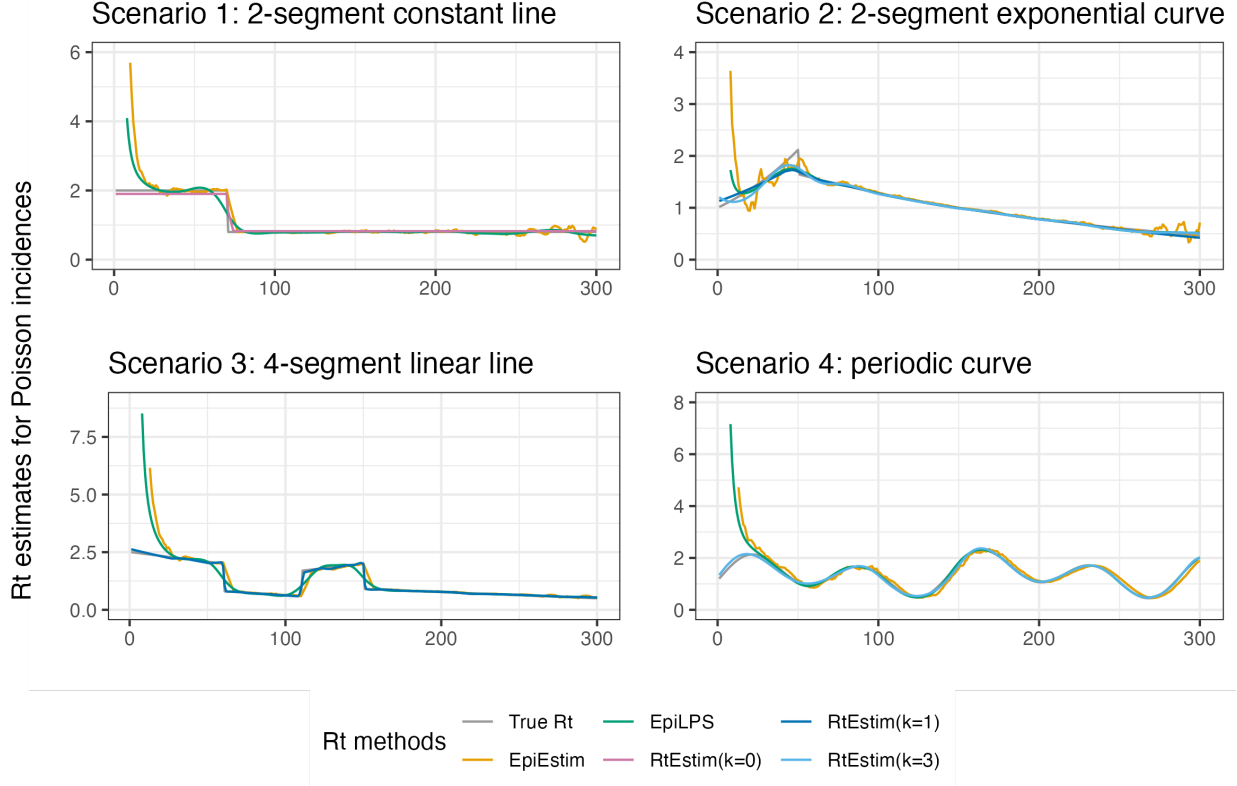 Scenario 1: 2-segment constant line
Scenario 2: 2-segment exponential curve
Rt estimates for Poisson incidences
6
4
2
0
0 100 200 300
4
3
2
1
0
0 100 200 300
Scenario 3: 4-segment linear line
Scenario 4: periodic curve
7.5
5.0
2.5
0.0
0 100 200 300
8
6
4
2
0
0 100 200 300
Rt methods
True Rt EpiLPS RtEstim(k=1)
EpiEstim RtEstim(k=0) RtEstim(k=3)